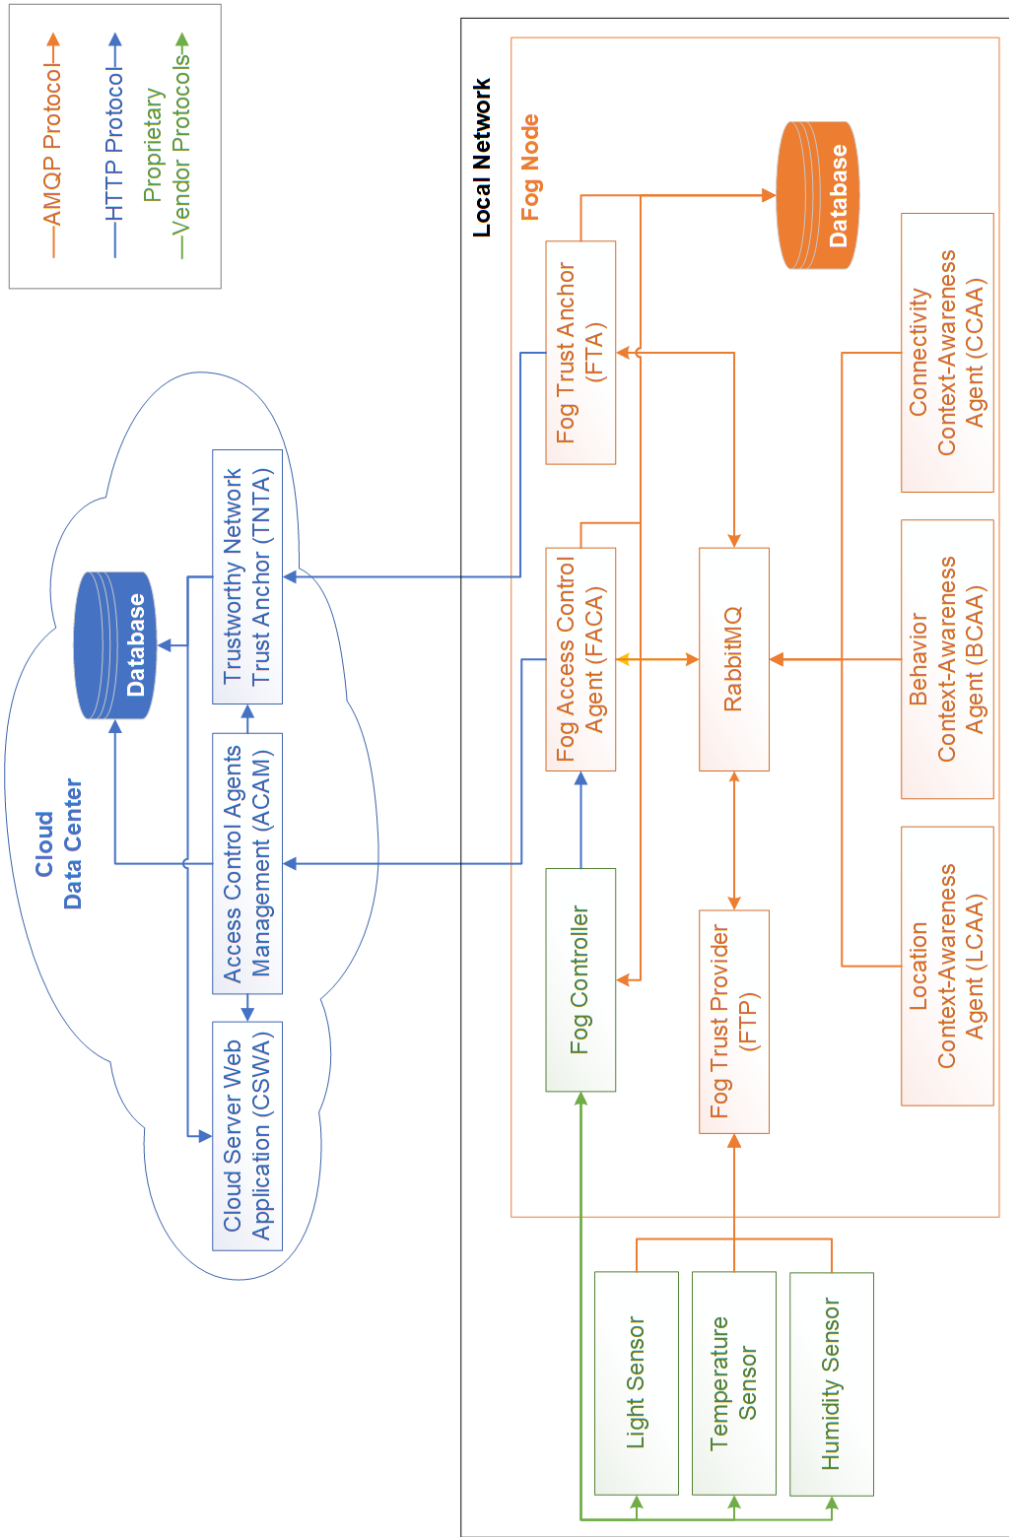 AMQP Protocol
HTTP Protocol
Proprietary
Vendor Protocols
Cloud
Data Center
Database
Cloud Server Web
Application (CSWA)
Access Control Agents
Management (ACAM)
Trustworthy Network
Trust Anchor (TNTA)
Local Network
Fog Node
Fog Controller
Fog Access Control
Agent (FACA)
Fog Trust Anchor
(FTA)
Light Sensor
Temperature
Sensor
Humidity Sensor
Fog Trust Provider
(FTP)
RabbitMQ
Database
Location
Context-Awareness
Agent (LCAA)
Behavior
Context-Awareness
Agent (BCAA)
Connectivity
Context-Awareness
Agent (CCAA)